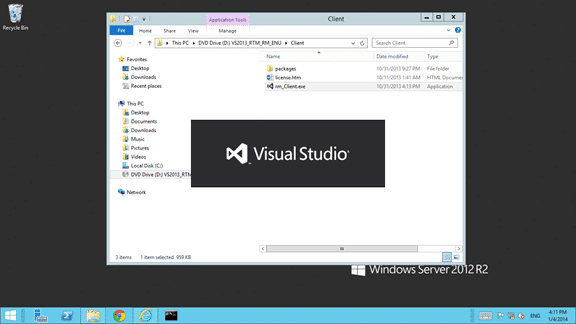 Recycle Bin
Application Tools
Client
File
Home
Share
View
Manage
This PC
DVD Drive (D:) VS2013_RTM_RM_ENU
Client
Search Client
Name
Date modified
Type
Favorites
Desktop
Downloads
Recent places
This PC
Desktop
Documents
Downloads
Music
Pictures
Videos
Local Disk (C:)
DVD Drive (D:) VS2013_RTM
Network
packages
10/31/2013 9:27 PM
File folder
license.htm
10/11/2013 1:41 AM
HTML Documen
rm_Client.exe
10/31/2013 4:13 PM
Application
Visual Studio
3 items
1 item selected 959 KB
Windows Server 2012 R2
ENG
4:11 PM
1/4/2014